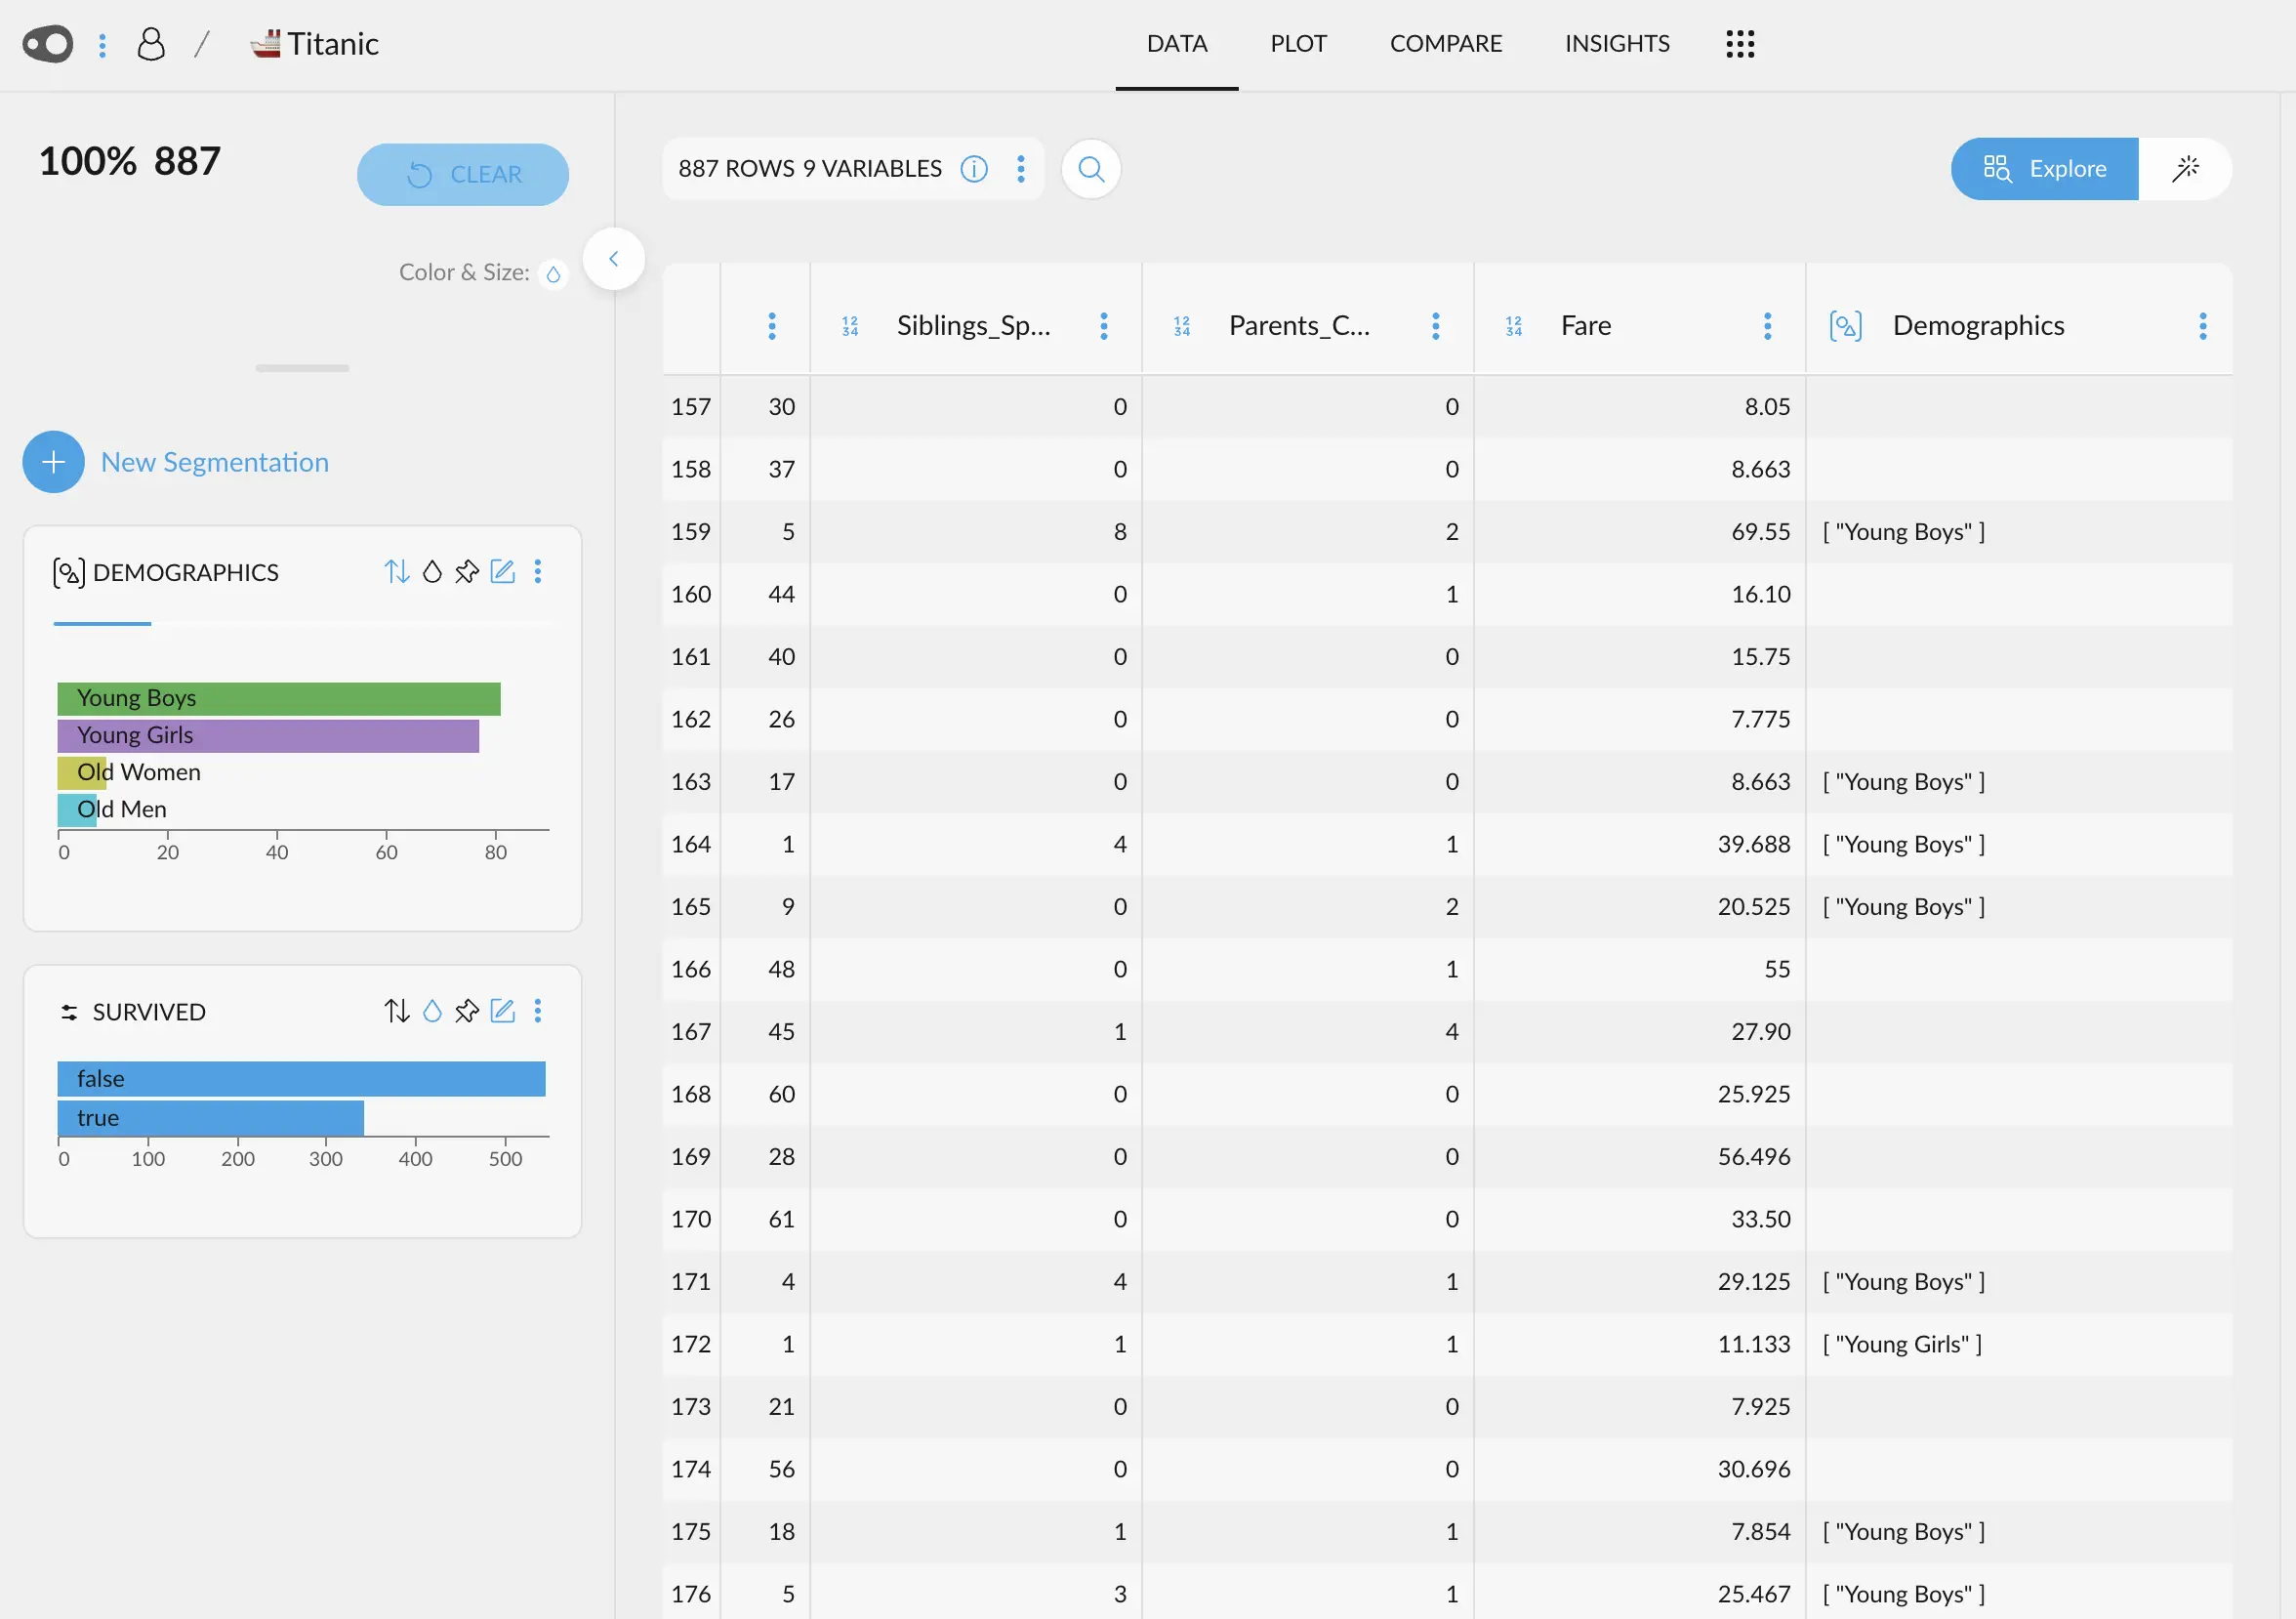 Titanic DATA PLOT COMPARE INSIGHTS
100% 887 CLEAR
887 ROWS 9 VARIABLES Explore
Color & Size:
New Segmentation
DEMOGRAPHICS
Young Boys
Young Girls
Old Women
Old Men
0 20 40 60 80
SURVIVED
false
true
0 100 200 300 400 500
12 34 Siblings_Sp... 12 34 Parents_C... 12 34 Fare Demographics
157 30 0 0 8.05
158 37 0 0 8.663
159 5 8 2 69.55 [ "Young Boys" ]
160 44 0 1 16.10
161 40 0 0 15.75
162 26 0 0 7.775
163 17 0 0 8.663 [ "Young Boys" ]
164 1 4 1 39.688 [ "Young Boys" ]
165 9 0 2 20.525 [ "Young Boys" ]
166 48 0 1 55
167 45 1 4 27.90
168 60 0 0 25.925
169 28 0 0 56.496
170 61 0 0 33.50
171 4 4 1 29.125 [ "Young Boys" ]
172 1 1 1 11.133 [ "Young Girls" ]
173 21 0 0 7.925
174 56 0 0 30.696
175 18 1 1 7.854 [ "Young Boys" ]
176 5 3 1 25.467 [ "Young Boys" ]